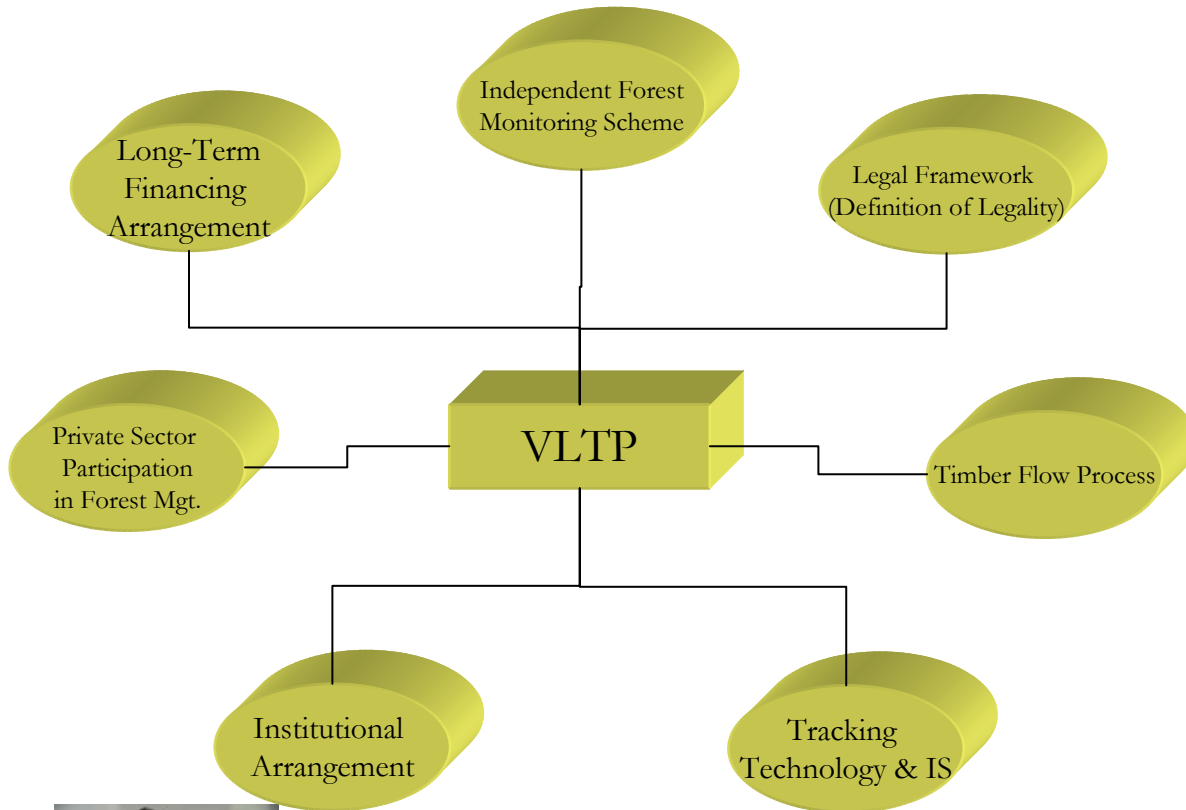 Independent Forest
Monitoring Scheme
Long-Term
Financing
Arrangement
Legal Framework
(Definition of Legality)
Private Sector
Participation
in Forest Mgt.
VLTP
Timber Flow Process
Institutional
Arrangement
Tracking
Technology & IS